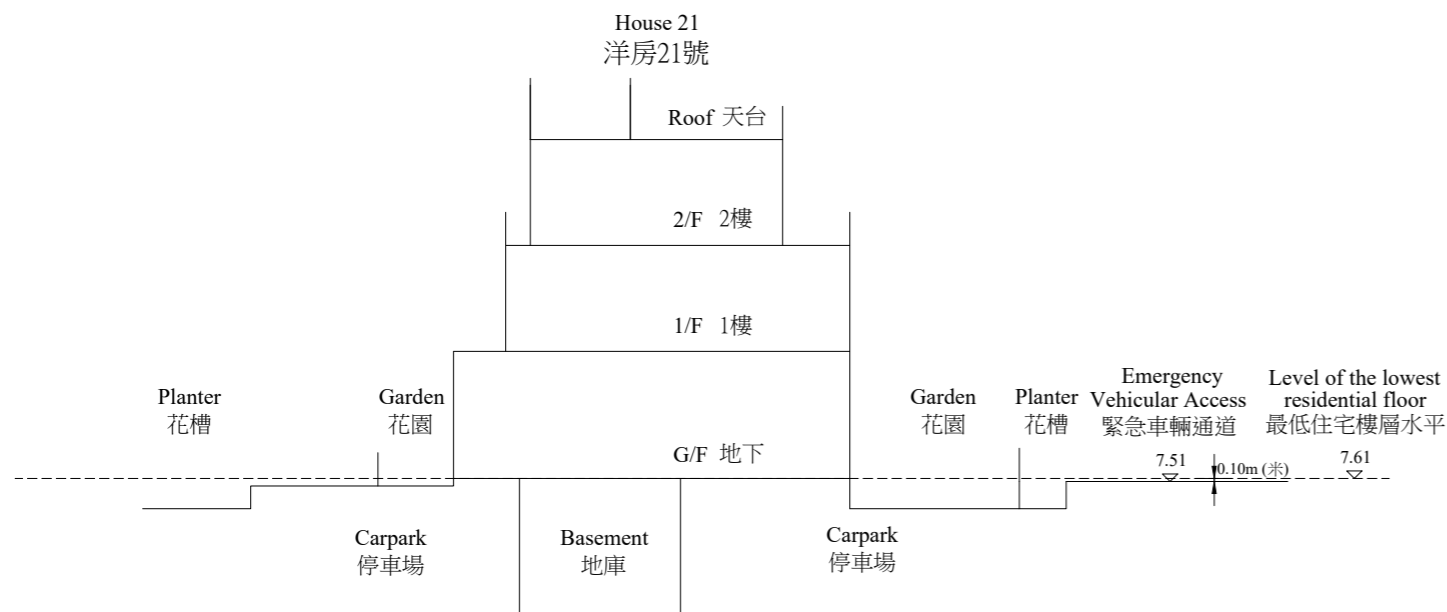 House 21
洋房21號
Roof 天台
2/F 2樓
1/F 1樓
Planter
花槽
Garden
花園
G/F 地下
Garden
花園
Planter
花槽
Emergency
Vehicular Access
緊急車輛通道
Level of the lowest
residential floor
最低住宅樓層水平
7.51
0.10m (米)
7.61
Carpark
停車場
Basement
地庫
Carpark
停車場